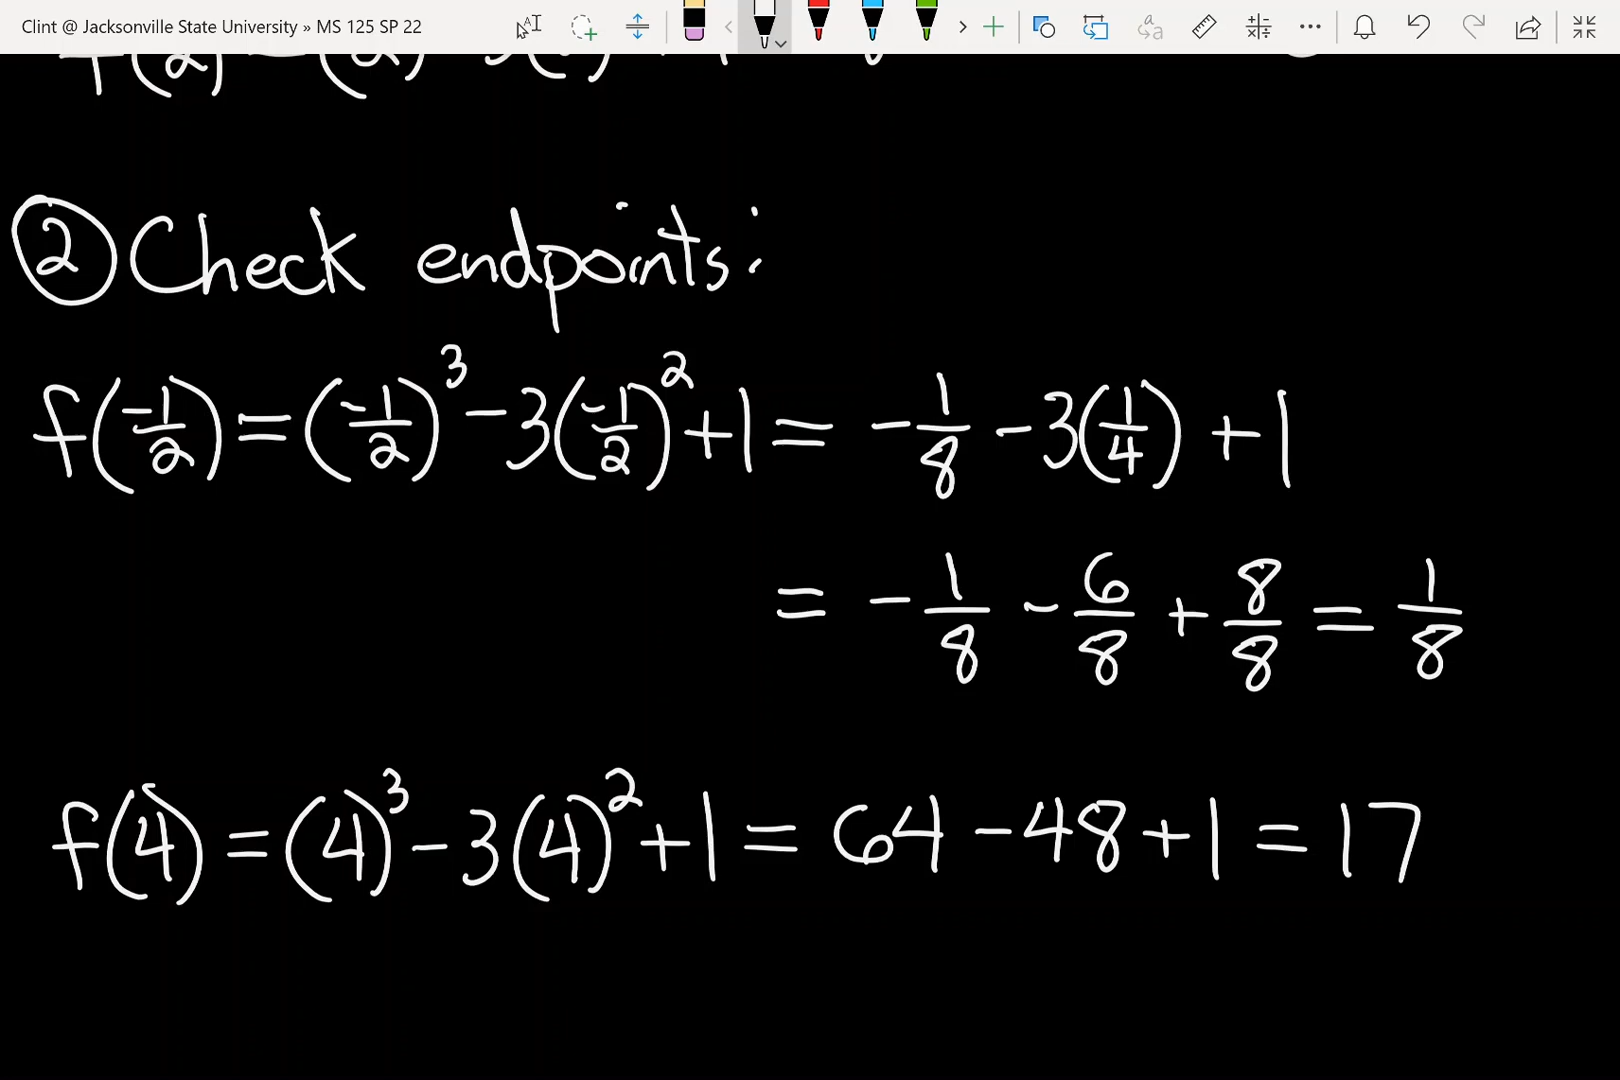 Clint @ Jacksonville State University » MS 125 SP 22
② Check endpoints:
f(-1/2) = (-1/2)³ - 3(-1/2)² + 1 = -1/8 - 3(1/4) + 1
= -1/8 - 6/8 + 8/8 = 1/8
f(4) = (4)³ - 3(4)² + 1 = 64 - 48 + 1 = 17